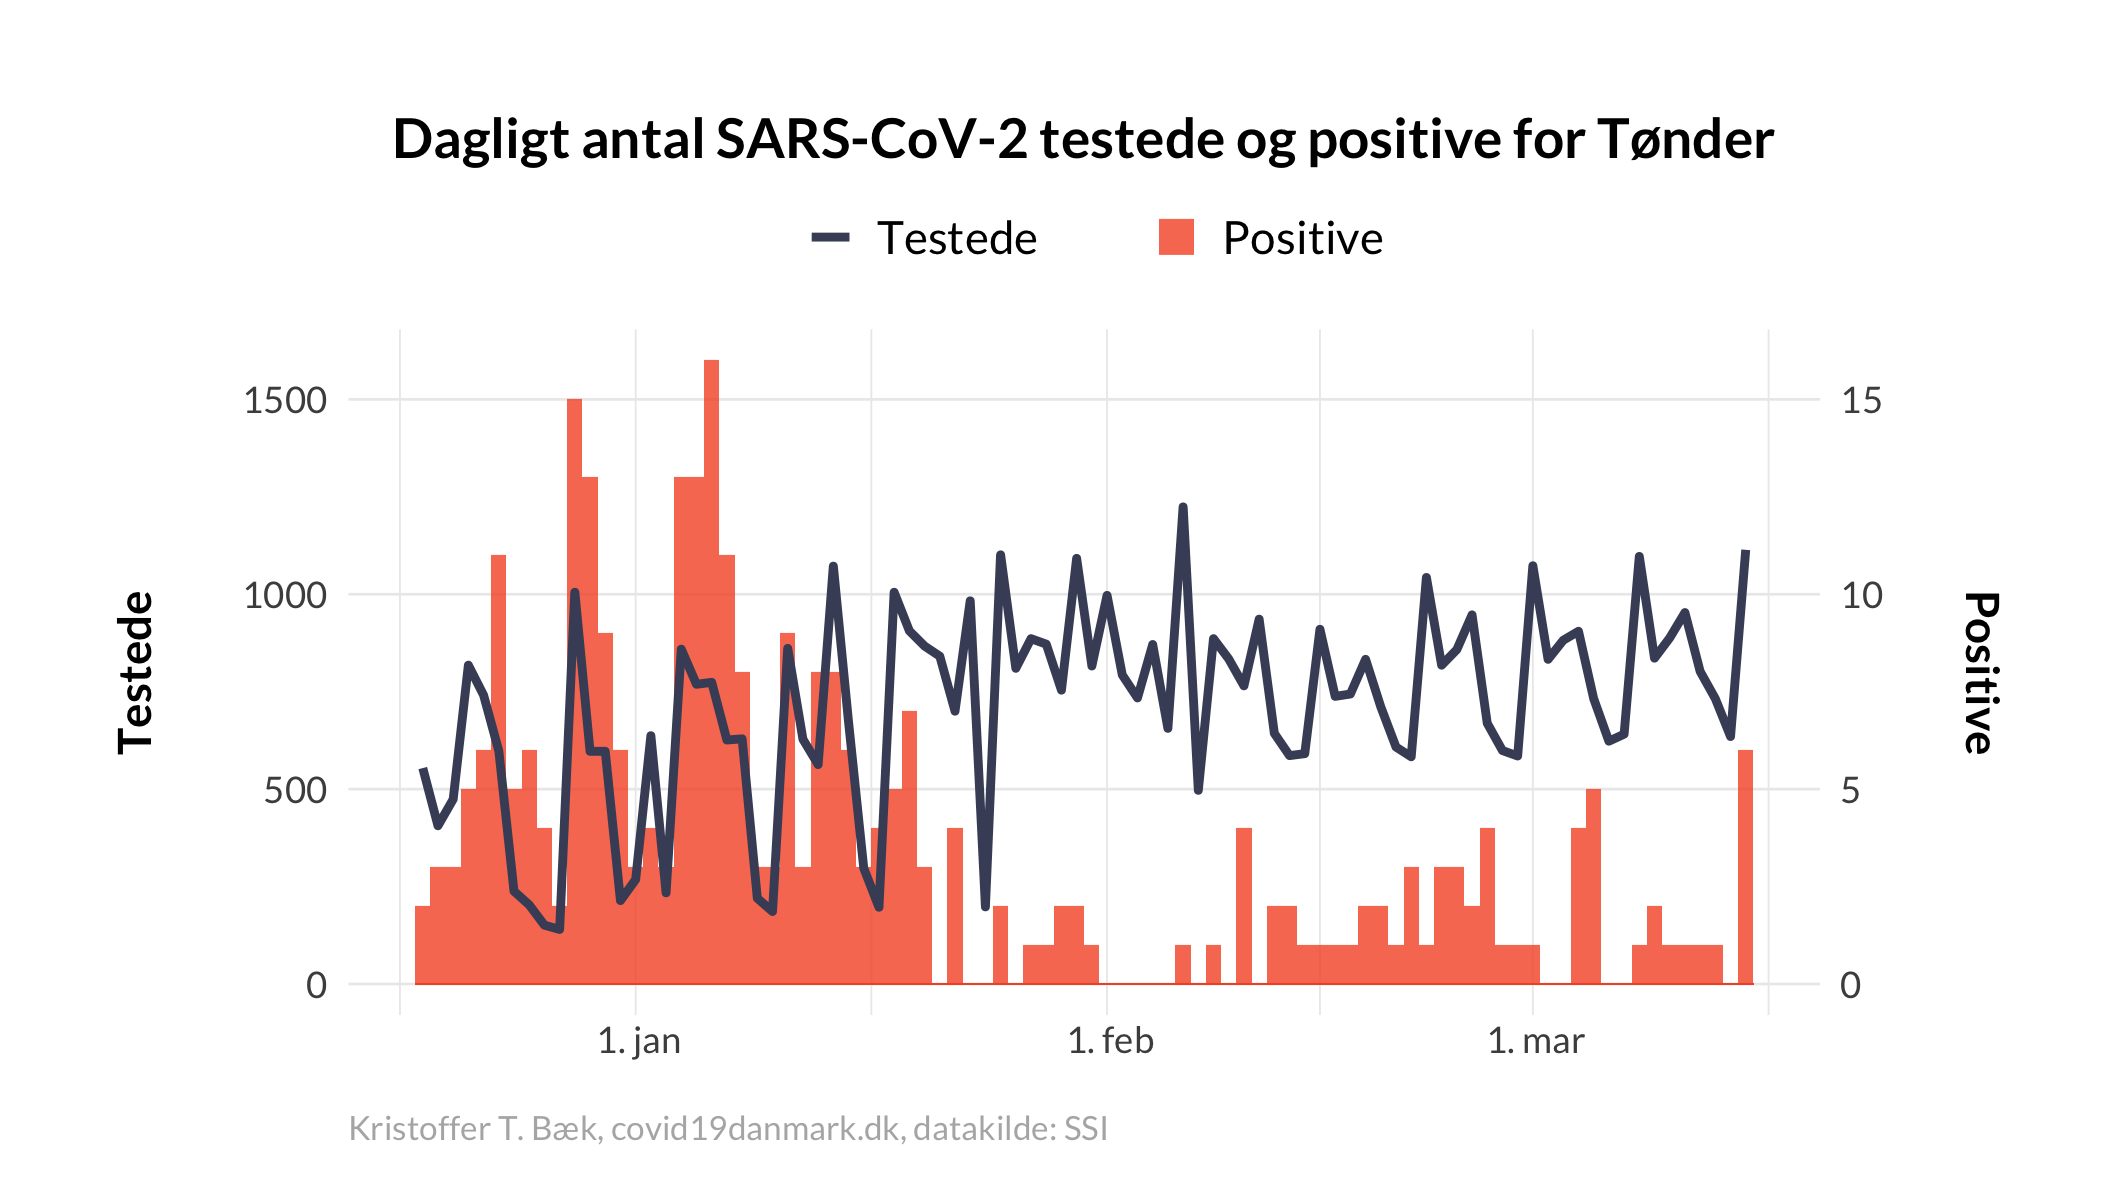 Dagligt antal SARS-CoV-2 testede og positive for Tønder
Testede Positive
1500 15
1000 10
500 5
0 0
Testede
Positive
1. jan 1. feb 1. mar
Kristoffer T. Bæk, covid19danmark.dk, datakilde: SSI